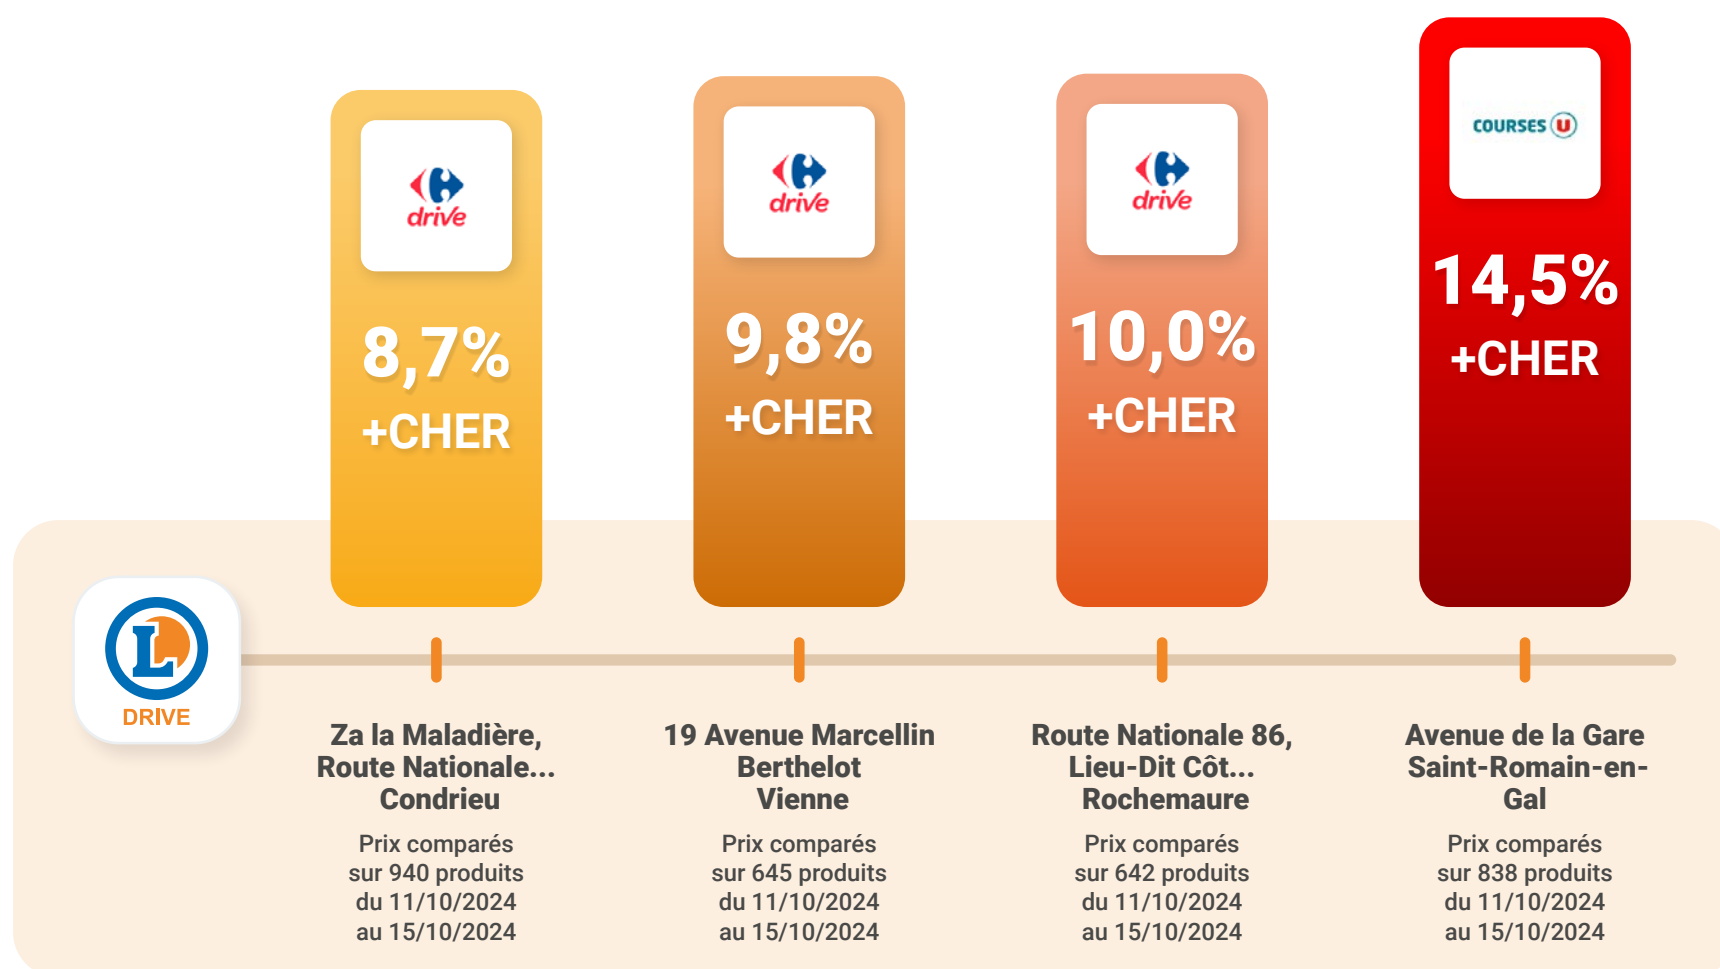 drive
8,7%
+CHER
drive
9,8%
+CHER
drive
10,0%
+CHER
COURSES U
14,5%
+CHER
L
DRIVE
Za la Maladière,
Route Nationale...
Condrieu
Prix comparés
sur 940 produits
du 11/10/2024
au 15/10/2024
19 Avenue Marcellin
Berthelot
Vienne
Prix comparés
sur 645 produits
du 11/10/2024
au 15/10/2024
Route Nationale 86,
Lieu-Dit Côt...
Rochemaure
Prix comparés
sur 642 produits
du 11/10/2024
au 15/10/2024
Avenue de la Gare
Saint-Romain-en-
Gal
Prix comparés
sur 838 produits
du 11/10/2024
au 15/10/2024